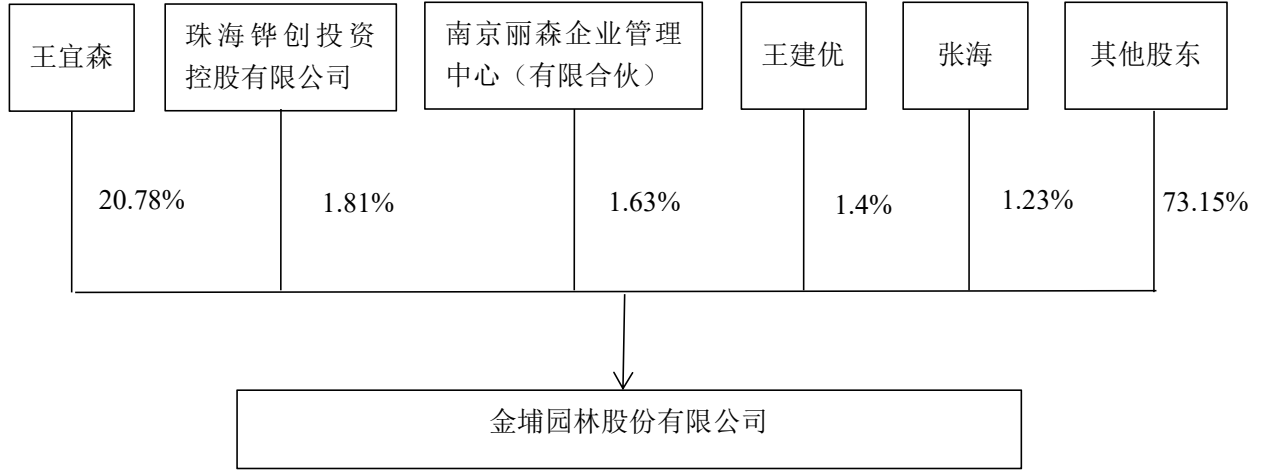 王宜森
珠海铧创投资
控股有限公司
南京丽森企业管理
中心（有限合伙）
王建优
张海
其他股东
20.78%
1.81%
1.63%
1.4%
1.23%
73.15%
金埔园林股份有限公司